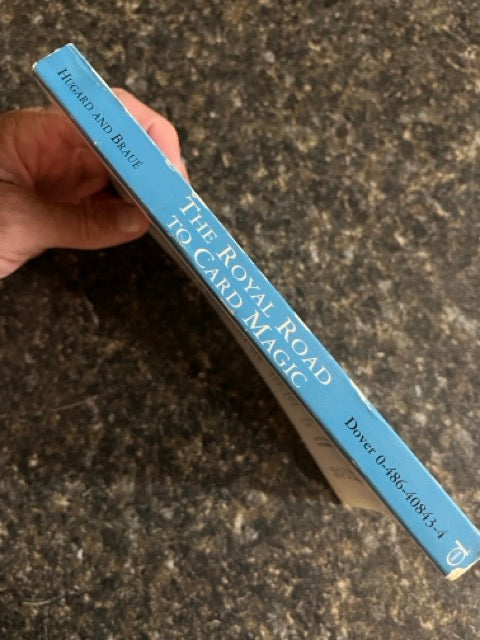 HUGARD AND BRAUÉ
THE ROYAL ROAD
TO CARD MAGIC
Dover 0-486-40843-4